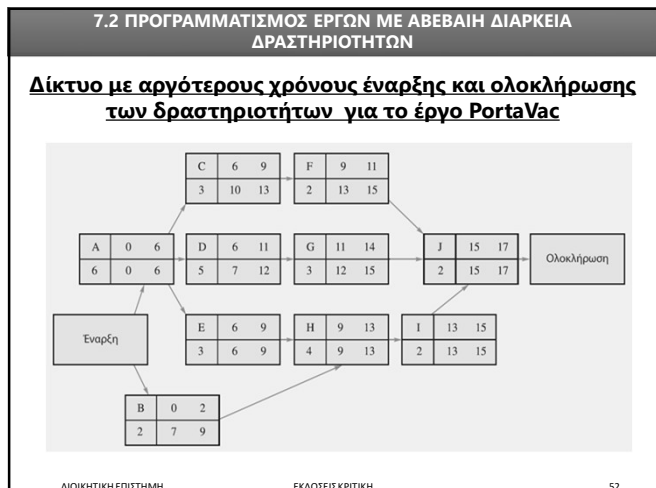 7.2 ΠΡΟΓΡΑΜΜΑΤΙΣΜΟΣ ΕΡΓΩΝ ΜΕ ΑΒΕΒΑΙΗ ΔΙΑΡΚΕΙΑ
ΔΡΑΣΤΗΡΙΟΤΗΤΩΝ
Δίκτυο με αργότερους χρόνους έναρξης και ολοκλήρωσης
των δραστηριοτήτων για το έργο PortaVac
C 6 9
3 10 13
F 9 11
2 13 15
A 0 6
6 0 6
D 6 11
5 7 12
G 11 14
3 12 15
J 15 17
2 15 17
Ολοκλήρωση
Έναρξη
E 6 9
3 6 9
H 9 13
4 9 13
I 13 15
2 13 15
B 0 2
2 7 9
ΔΙΟΙΚΗΤΙΚΗ ΕΠΙΣΤΗΜΗ ΕΚΔΟΣΕΙΣ ΚΡΙΤΙΚΗ 52